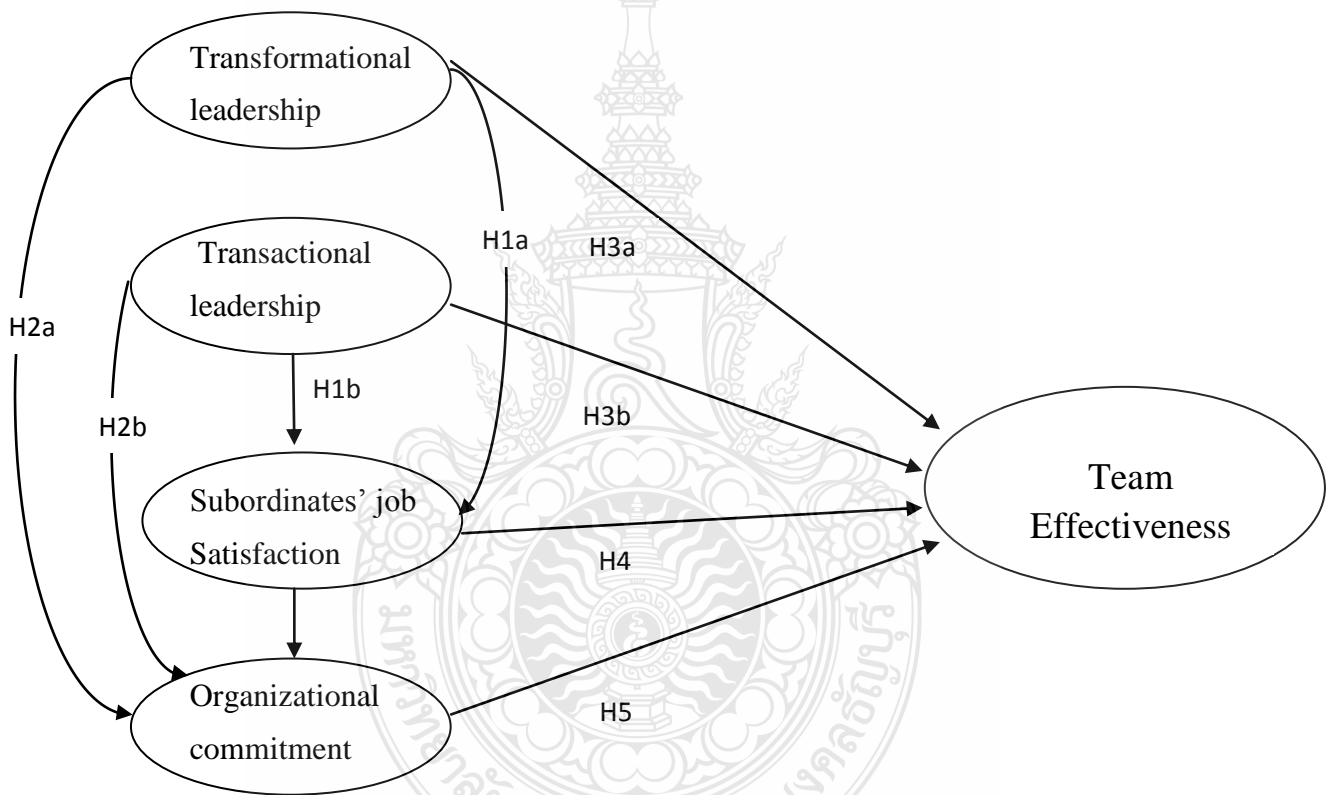 Transformational
leadership
Transactional
leadership
H1a
H3a
H2a
H1b
H2b
H3b
Subordinates’ job
Satisfaction
Team
Effectiveness
H4
Organizational
commitment
H5